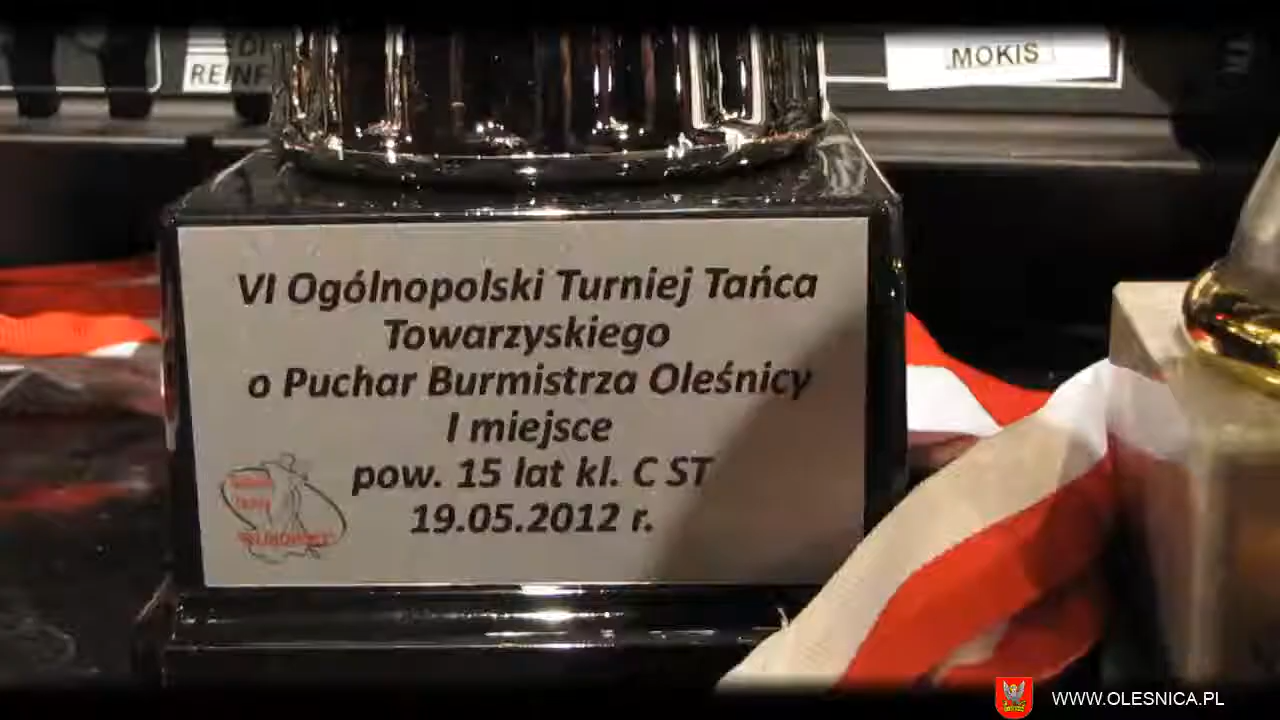 MOKIS
VI Ogólnopolski Turniej Tańca
Towarzyskiego
o Puchar Burmistrza Oleśnicy
I miejsce
pow. 15 lat kl. C ST
19.05.2012 r.
WWW.OLESNICA.PL